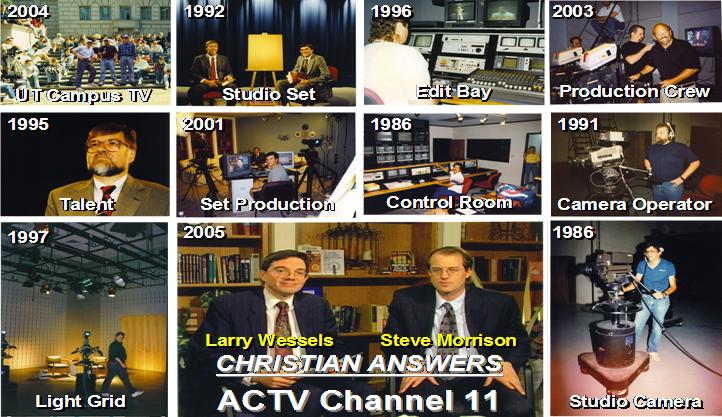 2004
UT Campus TV
1992
Studio Set
1996
Edit Bay
2003
Production Crew
1995
Talent
2001
Set Production
1986
Control Room
1991
Camera Operator
1997
Light Grid
2005
Larry Wessels
Steve Morrison
CHRISTIAN ANSWERS
ACTV Channel 11
1986
Studio Camera